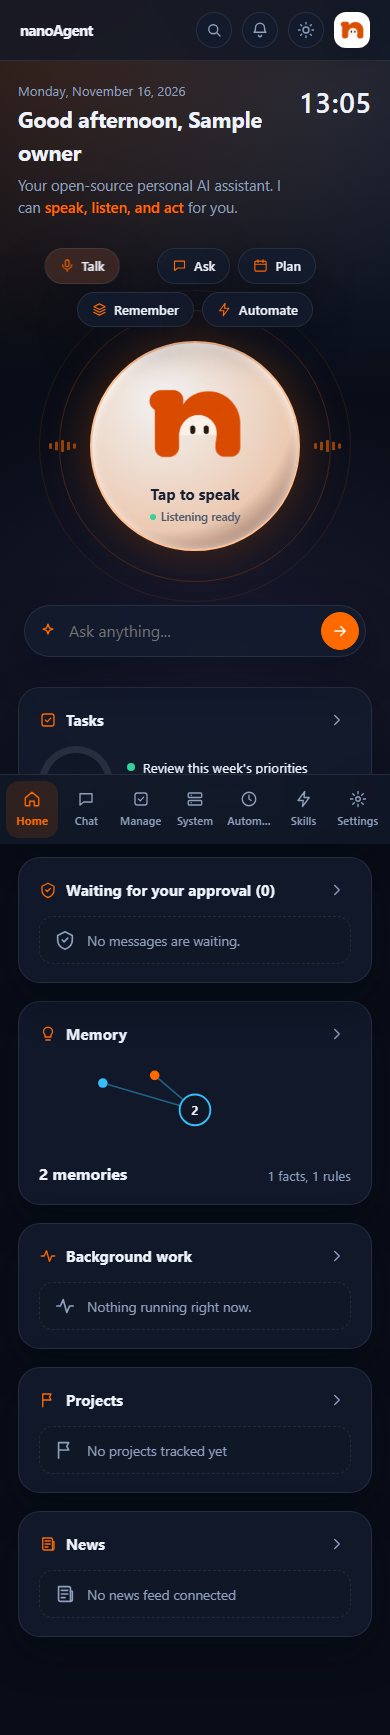 nanoAgent
Monday, November 16, 2026
13:05
Good afternoon, Sample
owner
Your open-source personal AI assistant. I
can speak, listen, and act for you.
Talk
Ask
Plan
Remember
Automate
Tap to speak
Listening ready
Ask anything...
Tasks
Review this week's priorities
Home
Chat
Manage
System
Autom...
Skills
Settings
Waiting for your approval (0)
No messages are waiting.
Memory
2
2 memories
1 facts, 1 rules
Background work
Nothing running right now.
Projects
No projects tracked yet
News
No news feed connected